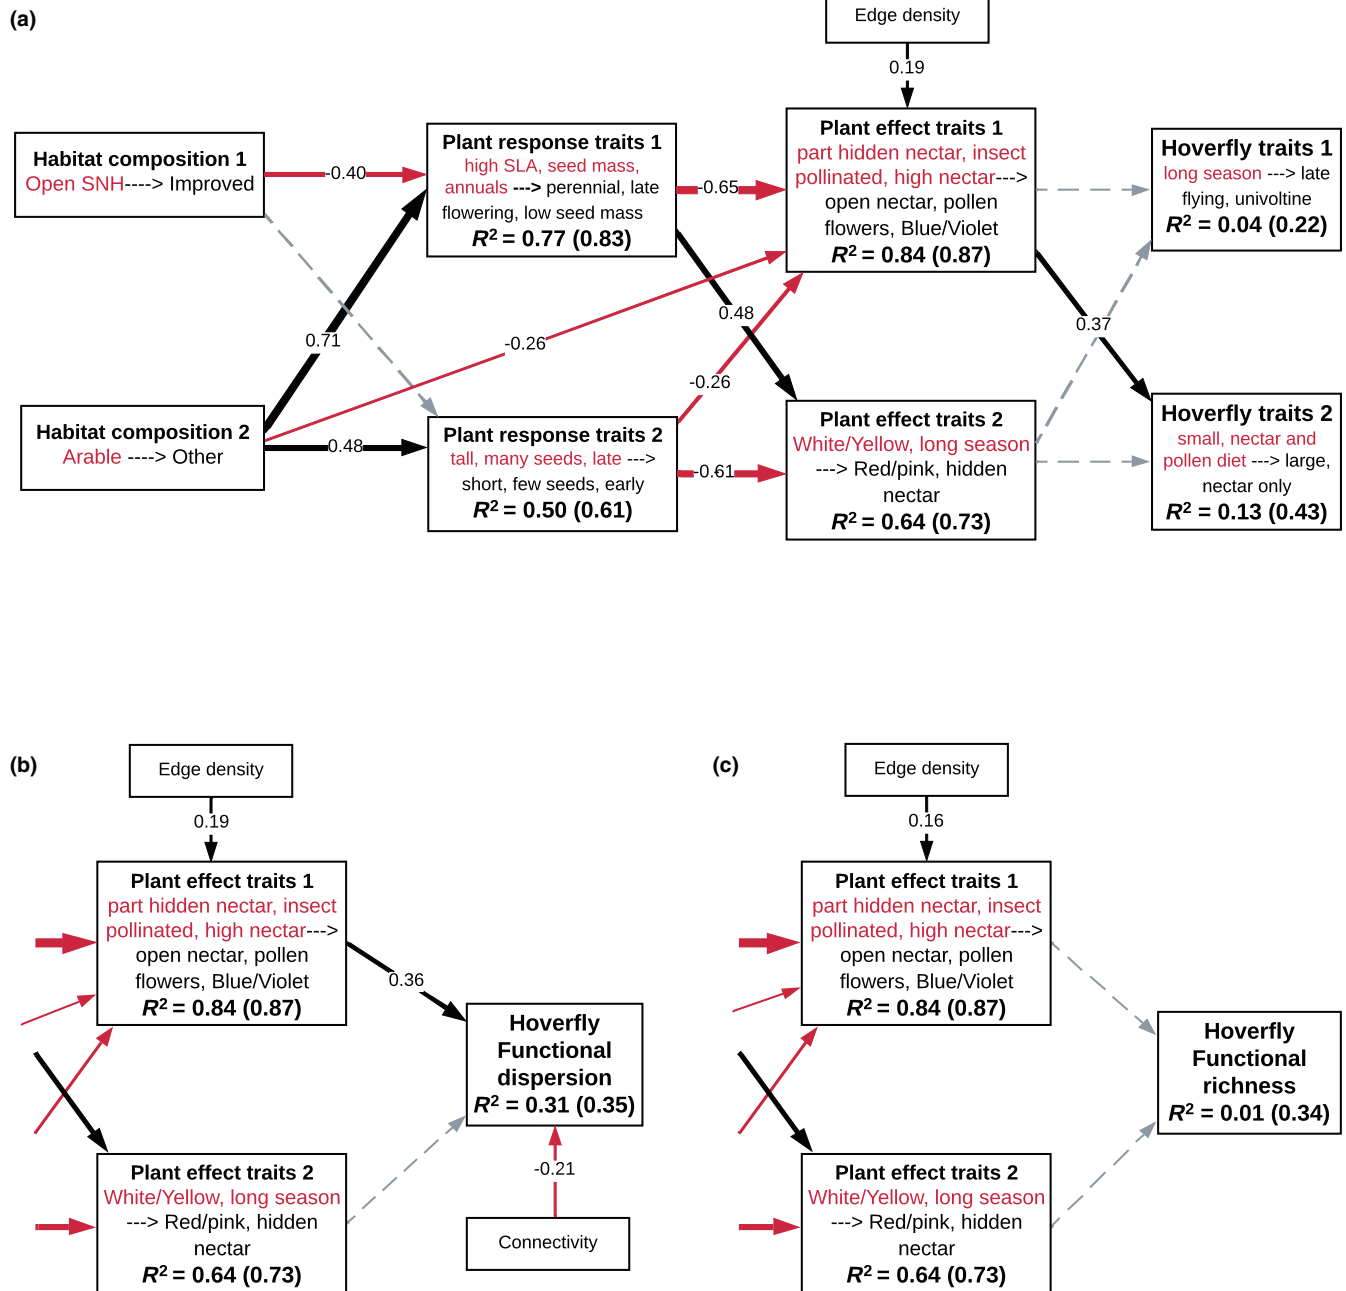 (a)
Edge density
0.19
Habitat composition 1
Open SNH----> Improved
-0.40
Plant response traits 1
high SLA, seed mass,
annuals ---> perennial, late
flowering, low seed mass
R² = 0.77 (0.83)
-0.65
Plant effect traits 1
part hidden nectar, insect
pollinated, high nectar--->
open nectar, pollen
flowers, Blue/Violet
R² = 0.84 (0.87)
Hoverfly traits 1
long season ---> late
flying, univoltine
R² = 0.04 (0.22)
0.71
-0.26
0.48
-0.26
0.37
Habitat composition 2
Arable ----> Other
0.48
Plant response traits 2
tall, many seeds, late --->
short, few seeds, early
R² = 0.50 (0.61)
-0.61
Plant effect traits 2
White/Yellow, long season
---> Red/pink, hidden
nectar
R² = 0.64 (0.73)
Hoverfly traits 2
small, nectar and
pollen diet ---> large,
nectar only
R² = 0.13 (0.43)
(b)
Edge density
0.19
Plant effect traits 1
part hidden nectar, insect
pollinated, high nectar--->
open nectar, pollen
flowers, Blue/Violet
R² = 0.84 (0.87)
0.36
Hoverfly
Functional
dispersion
R² = 0.31 (0.35)
-0.21
Connectivity
Plant effect traits 2
White/Yellow, long season
---> Red/pink, hidden
nectar
R² = 0.64 (0.73)
(c)
Edge density
0.16
Plant effect traits 1
part hidden nectar, insect
pollinated, high nectar--->
open nectar, pollen
flowers, Blue/Violet
R² = 0.84 (0.87)
Hoverfly
Functional
richness
R² = 0.01 (0.34)
Plant effect traits 2
White/Yellow, long season
---> Red/pink, hidden
nectar
R² = 0.64 (0.73)